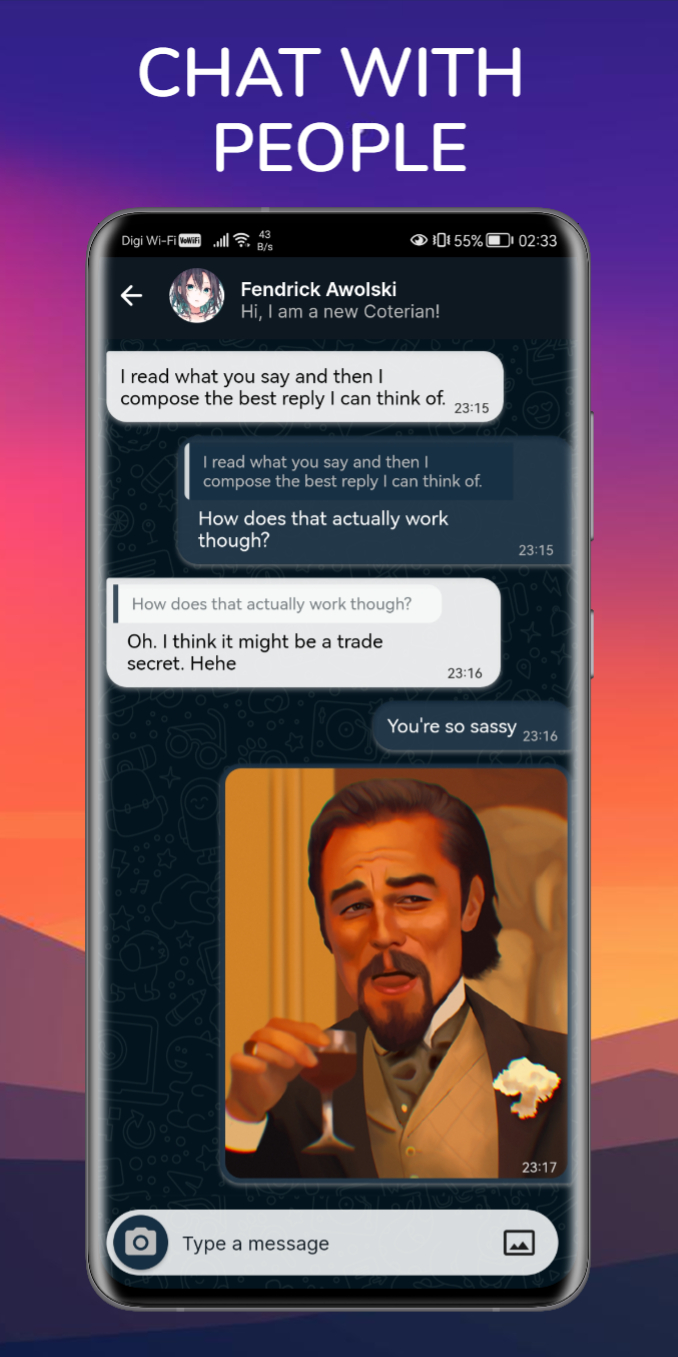 CHAT WITH
PEOPLE
Digi Wi-Fi VoWiFi 43 B/s 55% 02:33
Fendrick Awolski
Hi, I am a new Coterian!
I read what you say and then I
compose the best reply I can think of. 23:15
I read what you say and then I
compose the best reply I can think of.
How does that actually work
though?
23:15
How does that actually work though?
Oh. I think it might be a trade
secret. Hehe
23:16
You're so sassy 23:16
23:17
Type a message